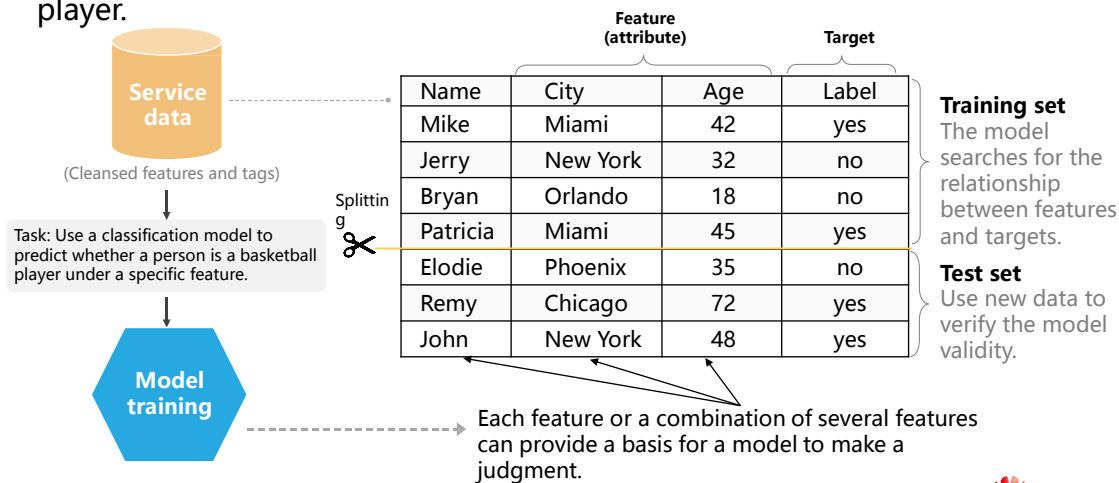 player.
Feature
(attribute)
Target
Service
data
(Cleansed features and tags)
Task: Use a classification model to
predict whether a person is a basketball
player under a specific feature.
Model
training
Splittin
g
Name City Age Label
Mike Miami 42 yes
Jerry New York 32 no
Bryan Orlando 18 no
Patricia Miami 45 yes
Elodie Phoenix 35 no
Remy Chicago 72 yes
John New York 48 yes
Training set
The model
searches for the
relationship
between features
and targets.
Test set
Use new data to
verify the model
validity.
Each feature or a combination of several features
can provide a basis for a model to make a
judgment.